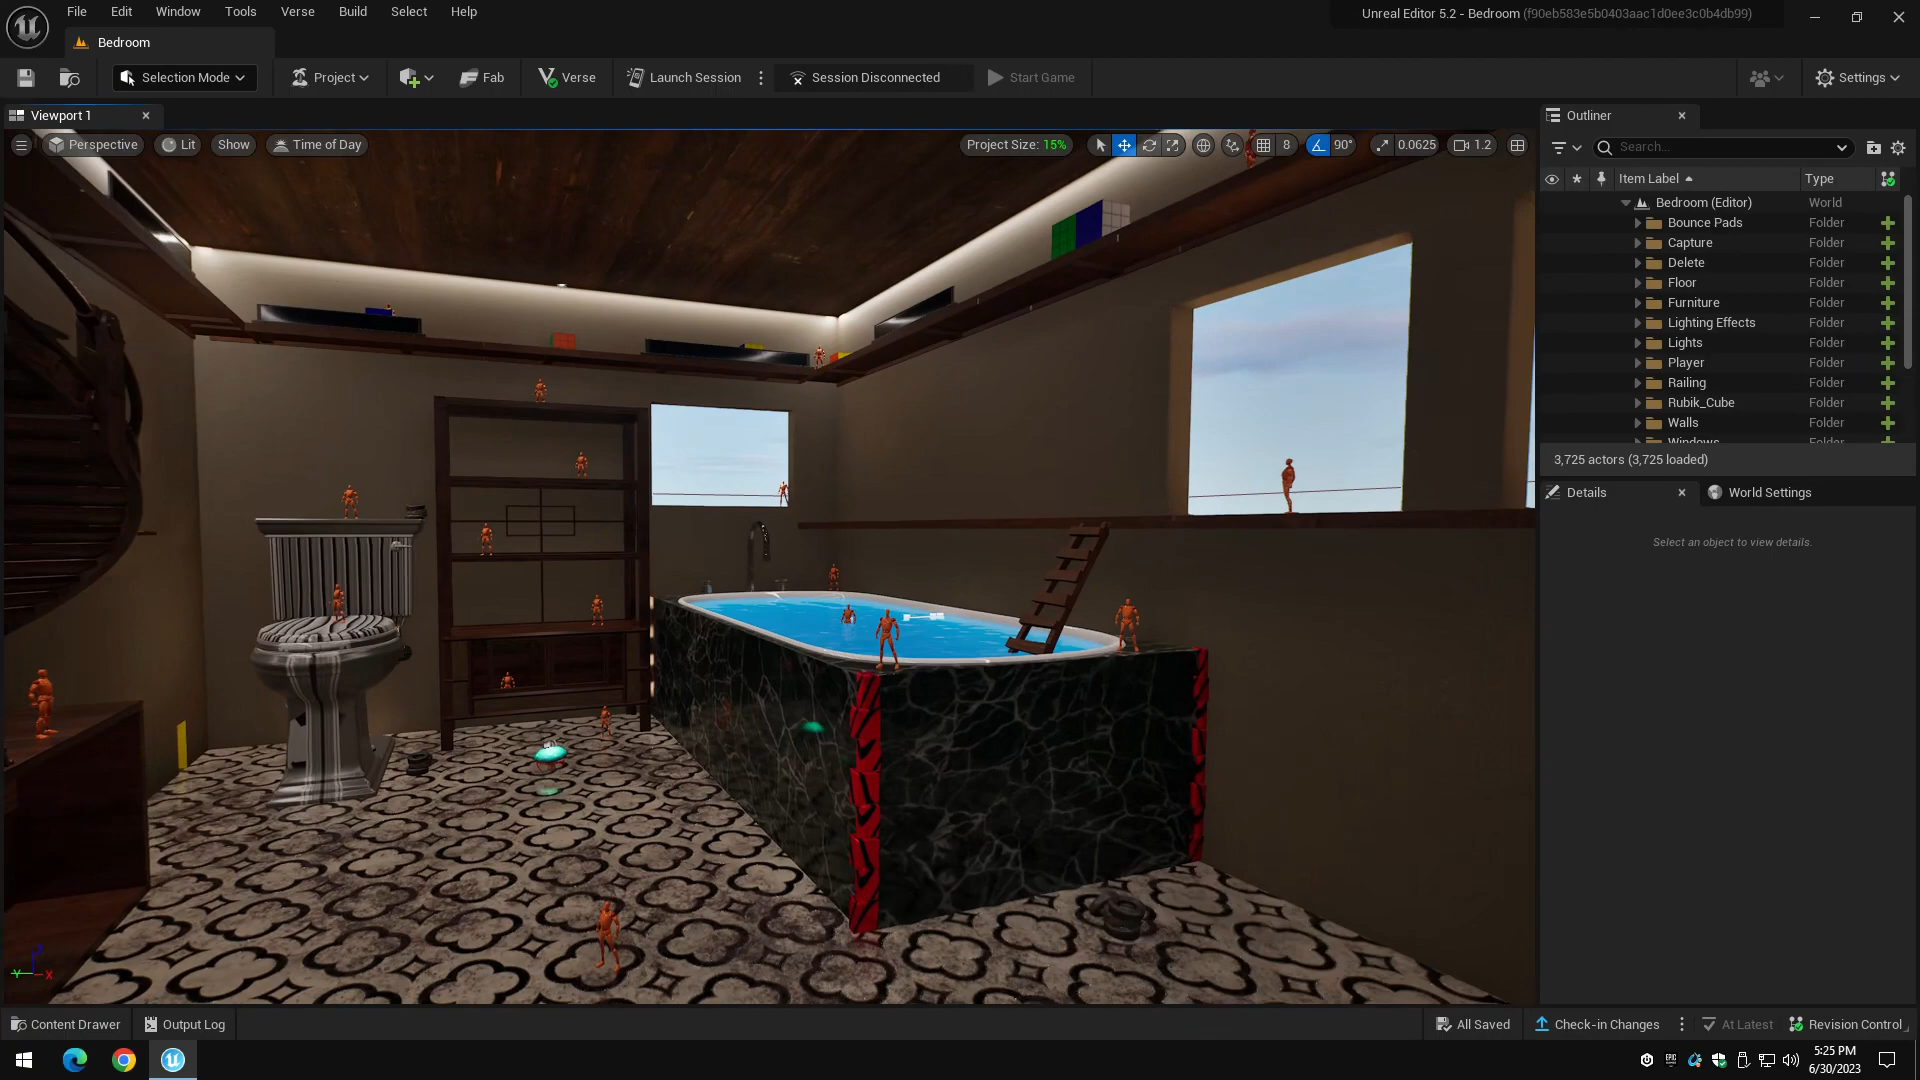 File Edit Window Tools Verse Build Select Help
Unreal Editor 5.2 - Bedroom (f90eb583e5b0403aac1d0ee3c0b4db99)
Bedroom
Selection Mode Project Fab Verse Launch Session Session Disconnected Start Game Settings
Viewport 1
Outliner
Perspective Lit Show Time of Day Project Size: 15% 8 90° 0.0625 1.2
Search...
Item Label Type
Bedroom (Editor) World
Bounce Pads Folder
Capture Folder
Delete Folder
Floor Folder
Furniture Folder
Lighting Effects Folder
Lights Folder
Player Folder
Railing Folder
Rubik_Cube Folder
Walls Folder
Windows Folder
3,725 actors (3,725 loaded)
Details World Settings
Select an object to view details.
Z
Y X
Content Drawer Output Log All Saved Check-in Changes At Latest Revision Control
5:25 PM
6/30/2023